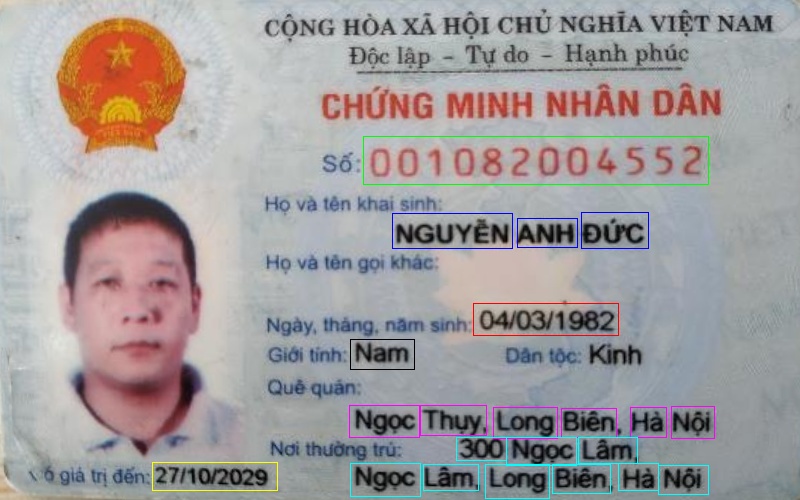 CỘNG HÒA XÃ HỘI CHỦ NGHĨA VIỆT NAM
Độc lập - Tự do - Hạnh phúc
CHỨNG MINH NHÂN DÂN
Số: 001082004552
Họ và tên khai sinh:
NGUYỄN ANH ĐỨC
Họ và tên gọi khác:
Ngày, tháng, năm sinh: 04/03/1982
Giới tính: Nam Dân tộc: Kinh
Quê quán:
Ngọc Thụy, Long Biên, Hà Nội
Nơi thường trú: 300 Ngọc Lâm,
Ngọc Lâm, Long Biên, Hà Nội
giá trị đến: 27/10/2029